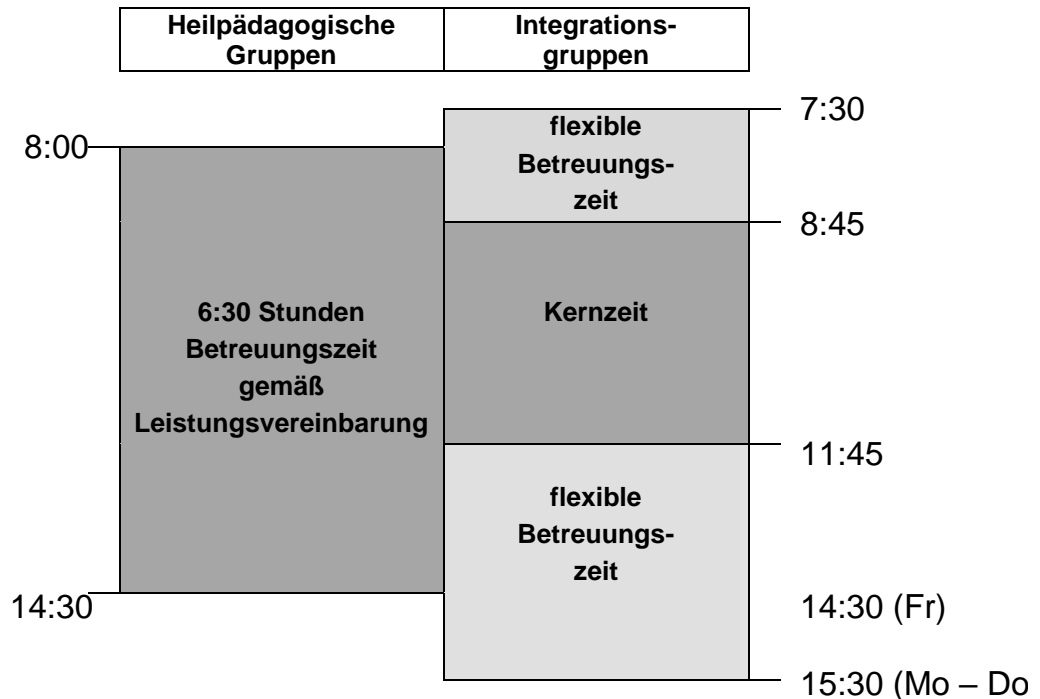 Heilpädagogische
Gruppen
Integrations-
gruppen
7:30
flexible
Betreuungs-
zeit
8:00
8:45
6:30 Stunden
Betreuungszeit
gemäß
Leistungsvereinbarung
Kernzeit
11:45
flexible
Betreuungs-
zeit
14:30
14:30 (Fr)
15:30 (Mo – Do